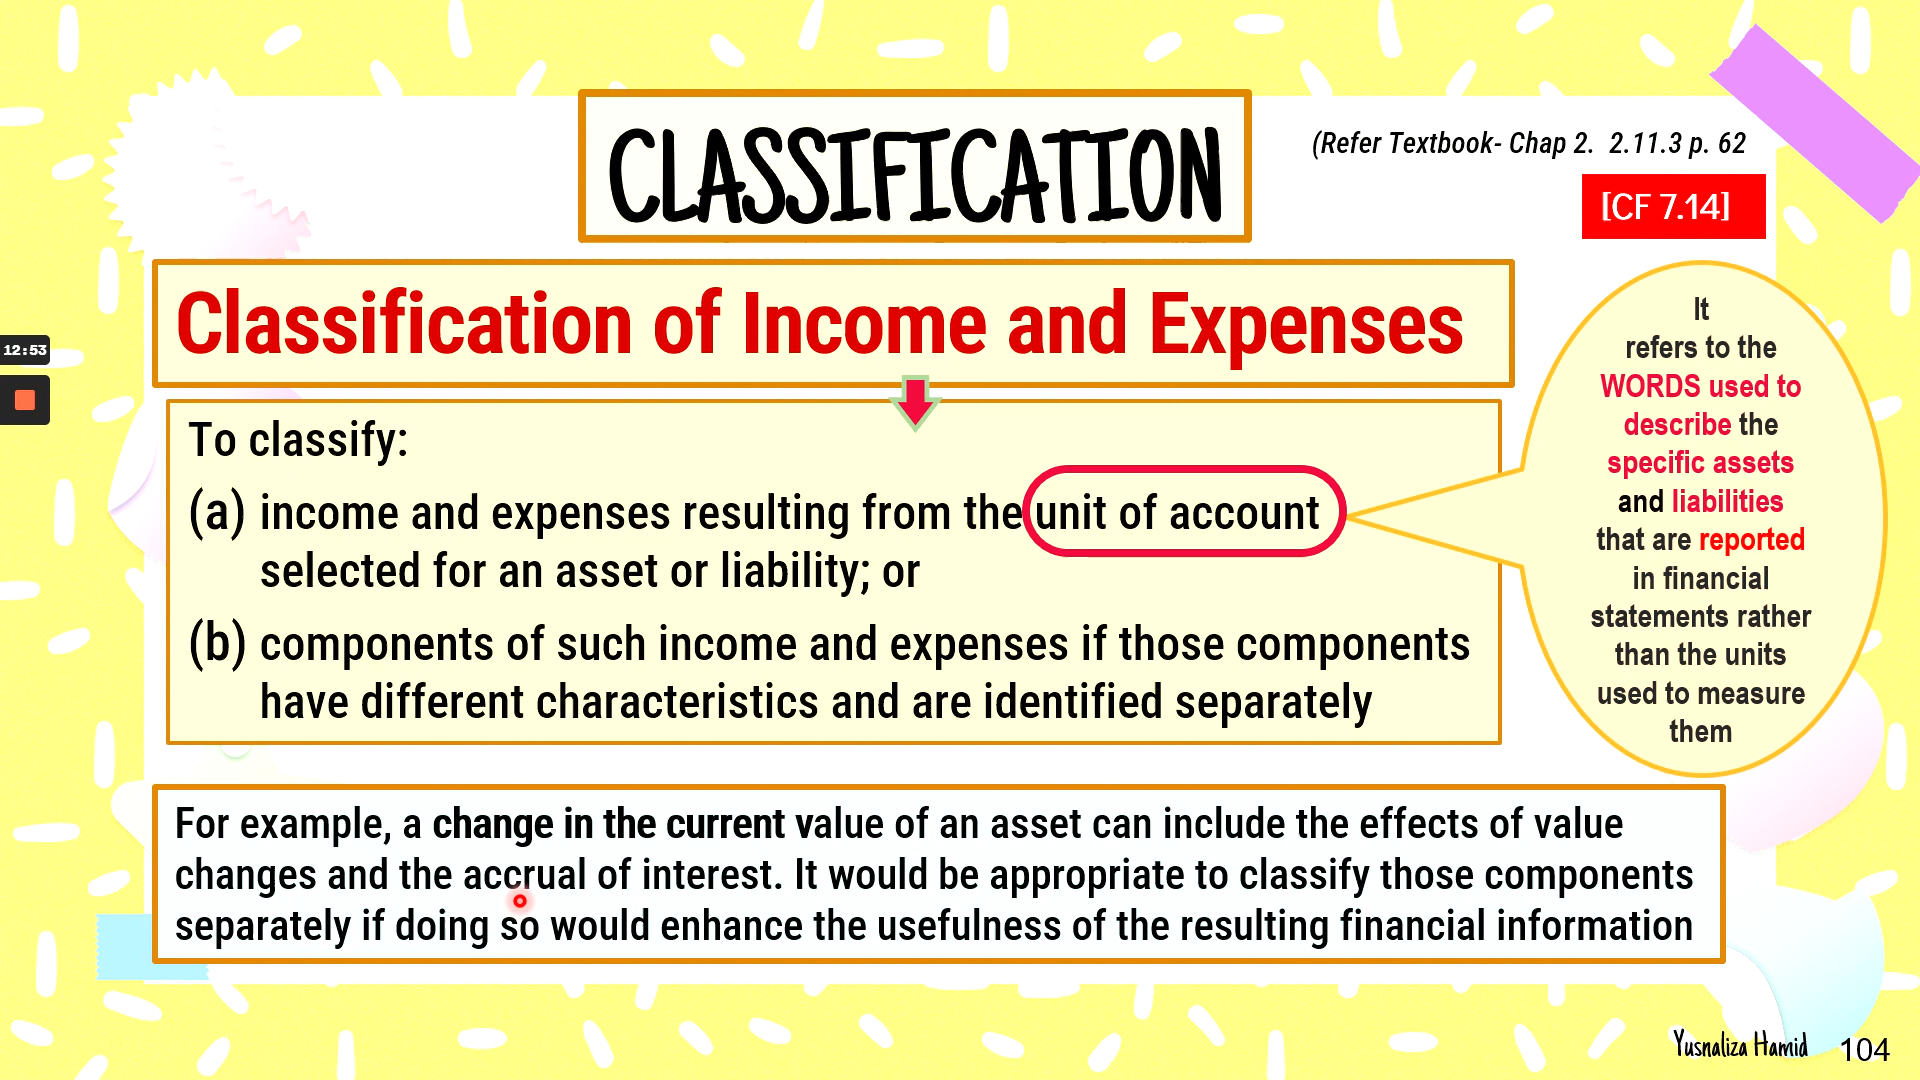 CLASSIFICATION
(Refer Textbook- Chap 2.  2.11.3 p. 62
[CF 7.14]
Classification of Income and Expenses
12:53
To classify:
(a) income and expenses resulting from the unit of account
selected for an asset or liability; or
(b) components of such income and expenses if those components
have different characteristics and are identified separately
It
refers to the
WORDS used to
describe the
specific assets
and liabilities
that are reported
in financial
statements rather
than the units
used to measure
them
For example, a change in the current value of an asset can include the effects of value
changes and the accrual of interest. It would be appropriate to classify those components
separately if doing so would enhance the usefulness of the resulting financial information
Yusnaliza Hamid
104